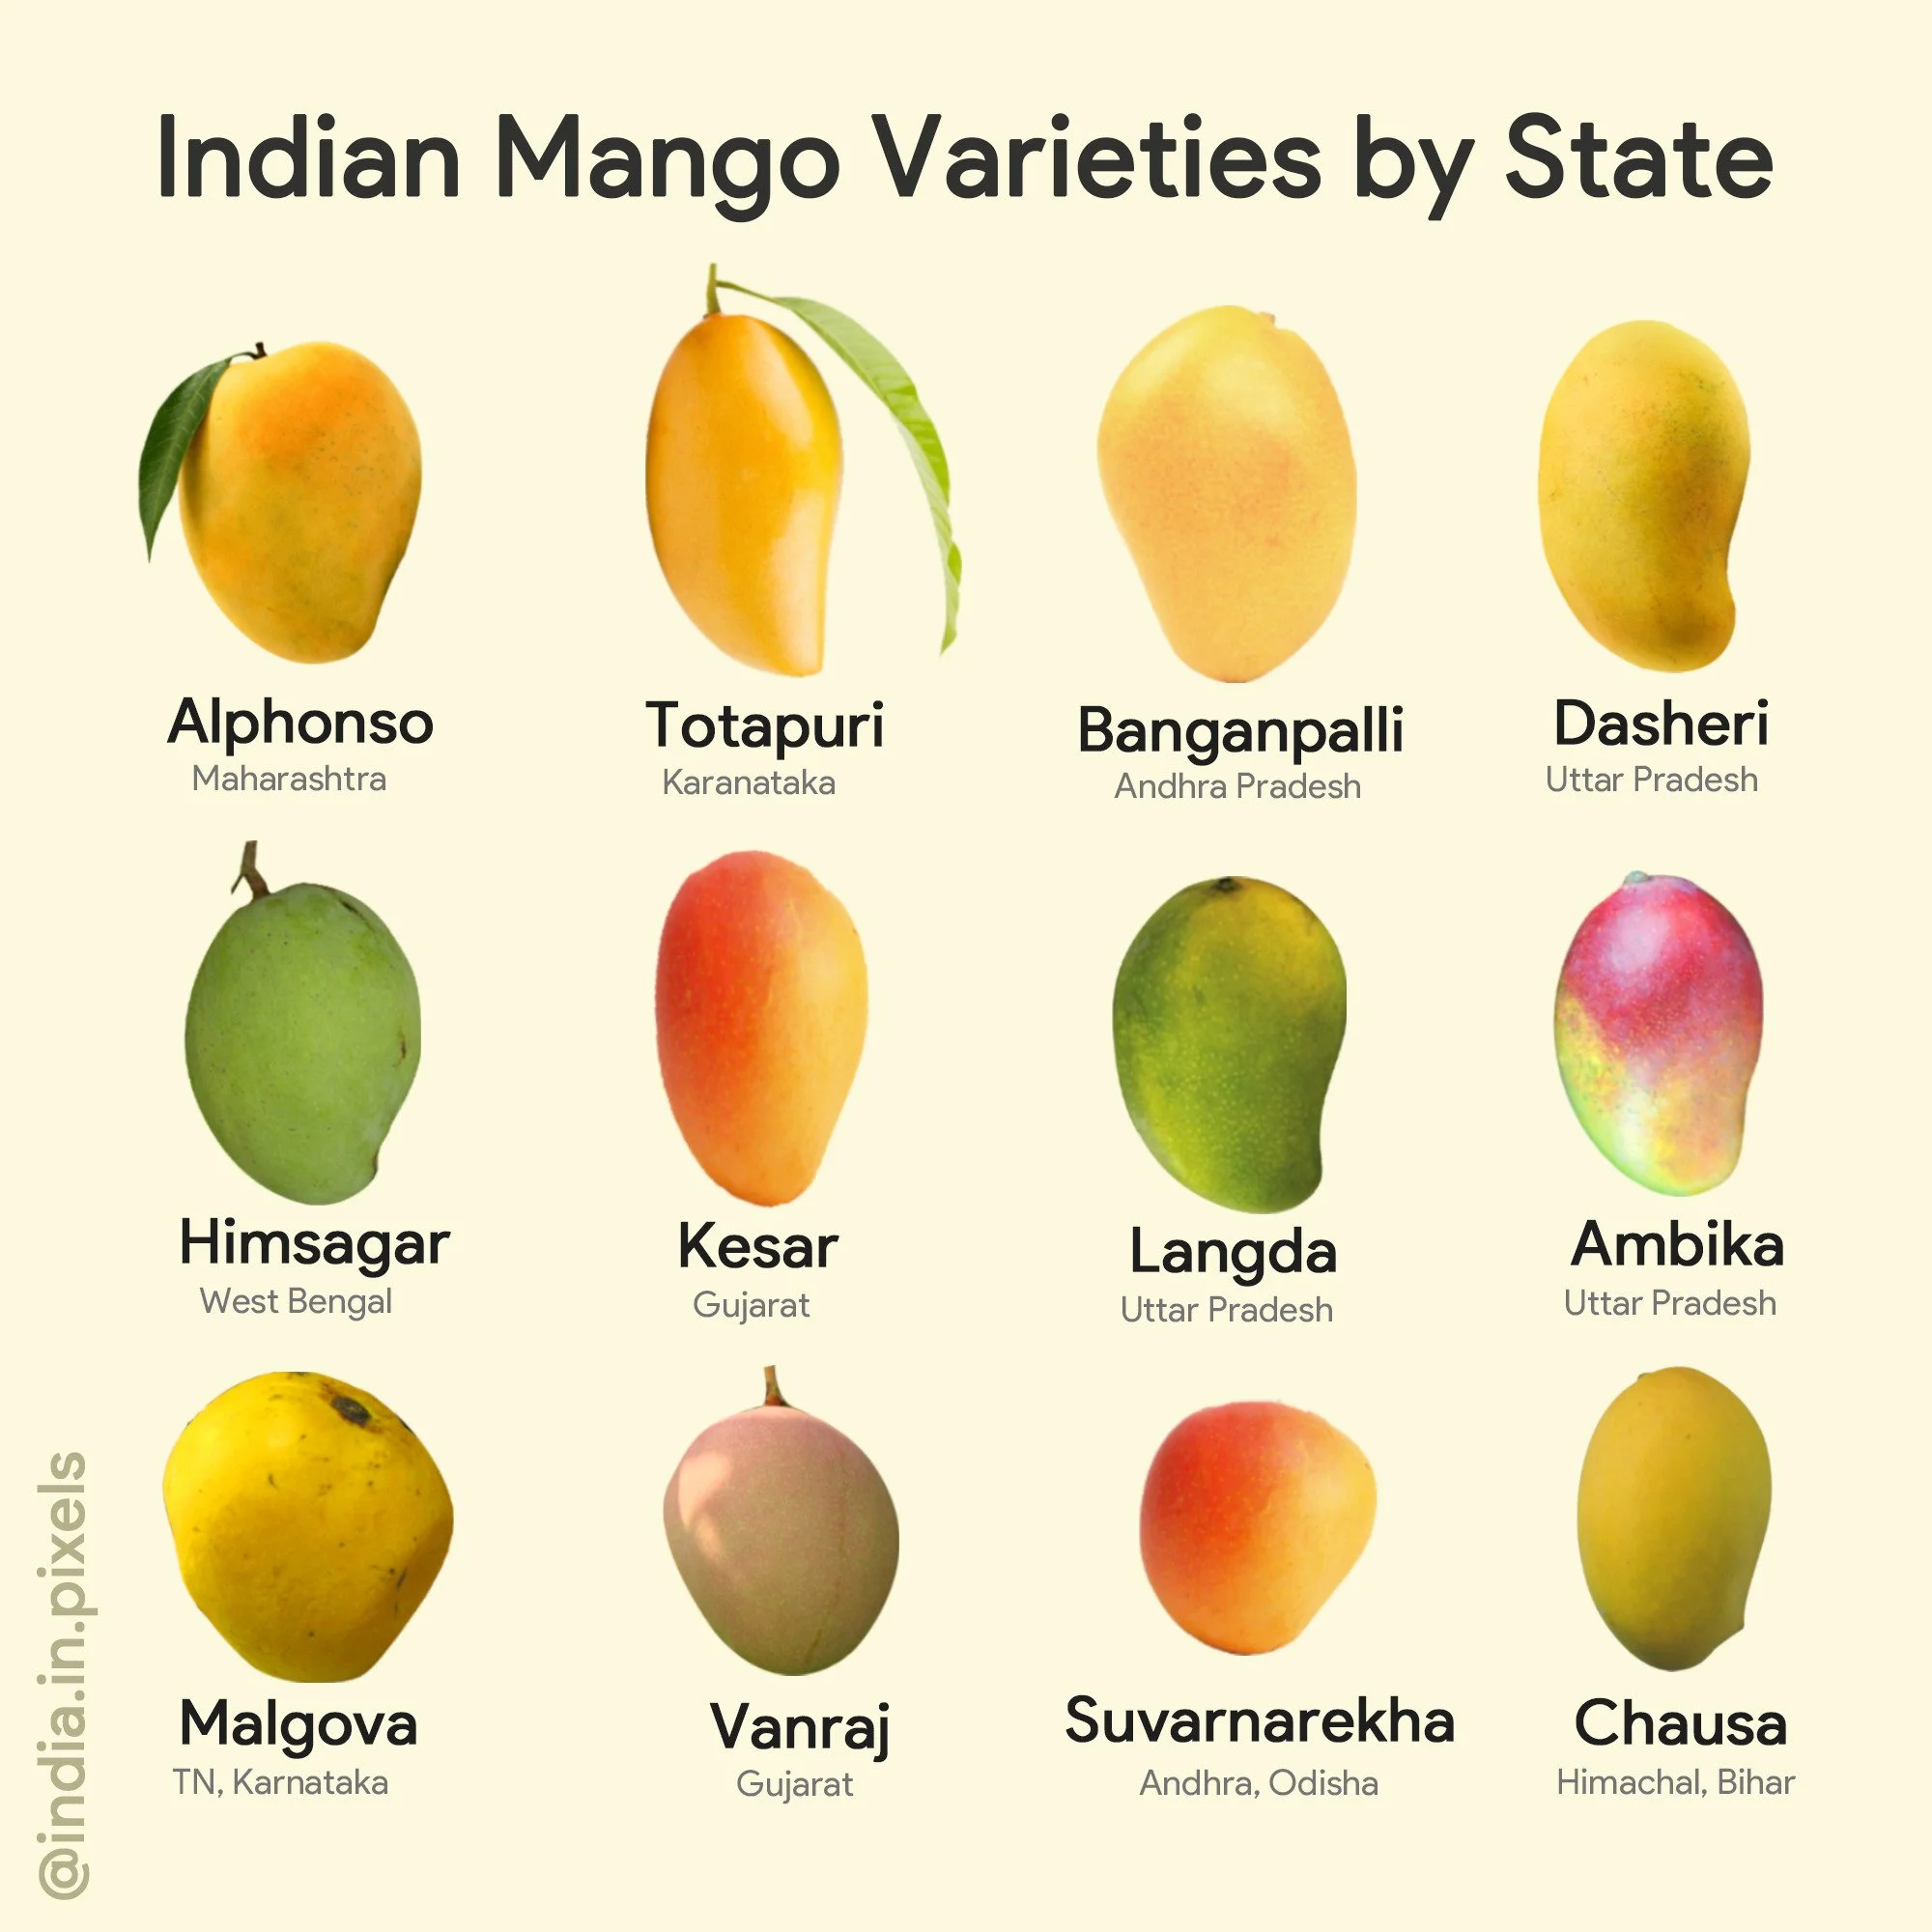 Indian Mango Varieties by State
Alphonso
Maharashtra
Totapuri
Karanataka
Banganpalli
Andhra Pradesh
Dasheri
Uttar Pradesh
Himsagar
West Bengal
Kesar
Gujarat
Langda
Uttar Pradesh
Ambika
Uttar Pradesh
Malgova
TN, Karnataka
Vanraj
Gujarat
Suvarnarekha
Andhra, Odisha
Chausa
Himachal, Bihar
@india.in.pixels